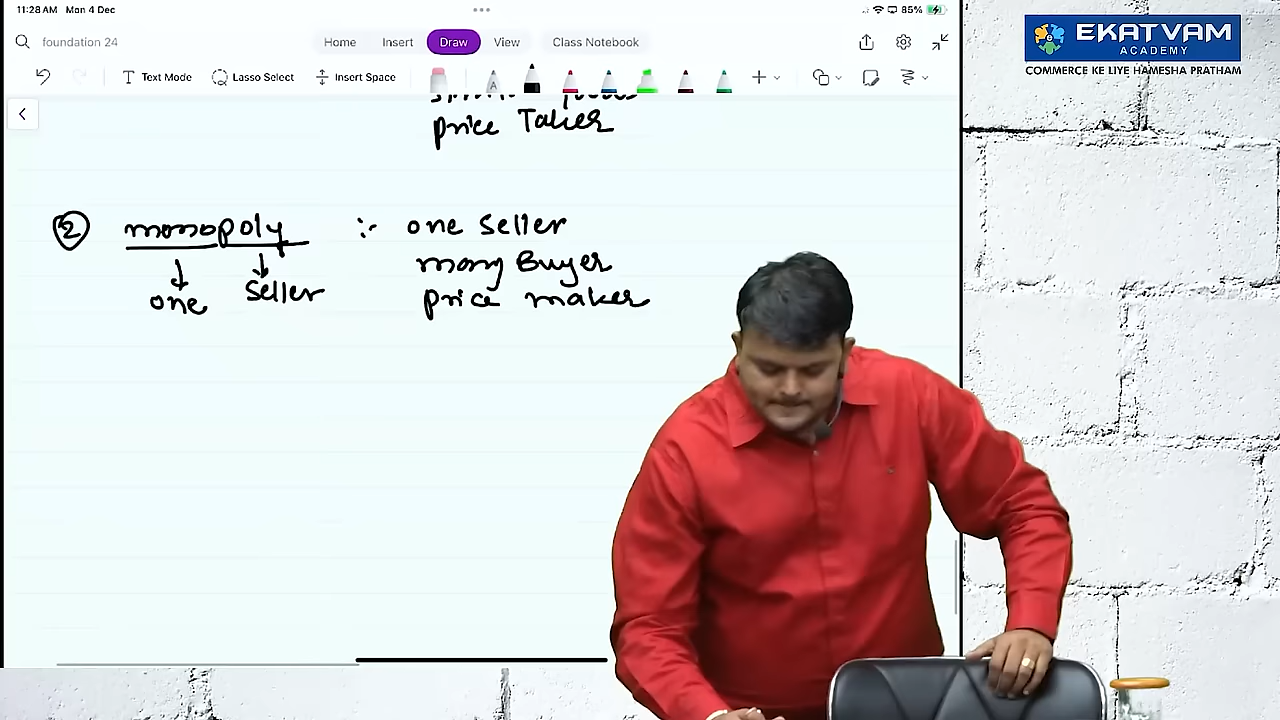 11:28 AM Mon 4 Dec
85%
foundation 24
Home Insert Draw View Class Notebook
Text Mode Lasso Select Insert Space
EKATVAM
ACADEMY
COMMERCE KE LIYE HAMESHA PRATHAM
price Taker
② monopoly :- one seller
many Buyer
one seller price maker